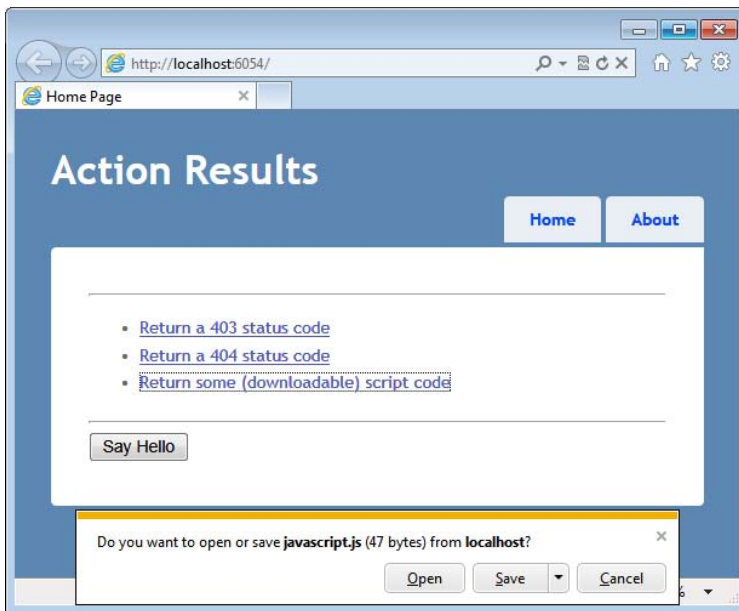 http://localhost:6054/
Home Page
Action Results
Home About
Return a 403 status code
Return a 404 status code
Return some (downloadable) script code
Say Hello
Do you want to open or save javascript.js (47 bytes) from localhost?
Open Save Cancel